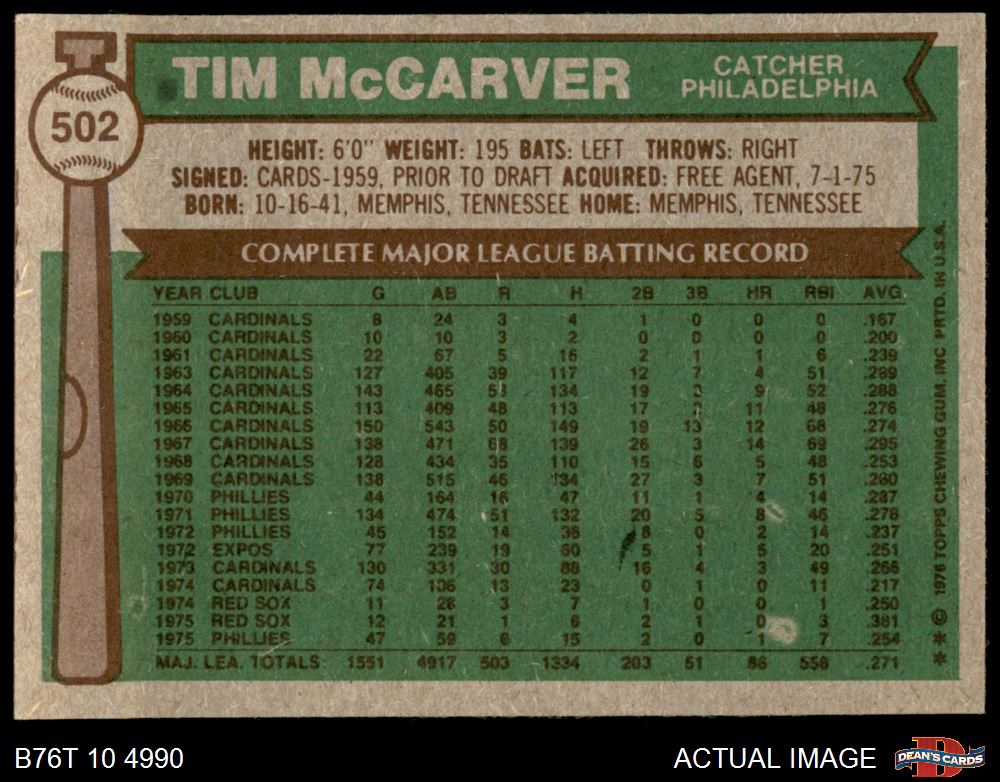 502
TIM McCARVER
CATCHER
PHILADELPHIA
HEIGHT: 6'0" WEIGHT: 195 BATS: LEFT THROWS: RIGHT
SIGNED: CARDS-1959, PRIOR TO DRAFT ACQUIRED: FREE AGENT, 7-1-75
BORN: 10-16-41, MEMPHIS, TENNESSEE HOME: MEMPHIS, TENNESSEE
COMPLETE MAJOR LEAGUE BATTING RECORD
YEAR CLUB G AB R H 2B 3B HR RBI AVG.
1959 CARDINALS 8 24 3 4 1 0 0 0 .167
1960 CARDINALS 10 10 3 2 0 0 0 0 .200
1961 CARDINALS 22 67 5 16 2 1 1 6 .239
1963 CARDINALS 127 405 39 117 12 7 4 51 .289
1964 CARDINALS 143 465 53 134 19 3 9 52 .288
1965 CARDINALS 113 409 48 113 17 2 11 48 .276
1966 CARDINALS 150 543 50 149 19 13 12 68 .274
1967 CARDINALS 138 471 68 139 26 3 14 69 .295
1968 CARDINALS 128 434 35 110 15 6 5 48 .253
1969 CARDINALS 138 515 46 134 27 3 7 51 .260
1970 PHILLIES 44 164 16 47 11 1 4 14 .287
1971 PHILLIES 134 474 51 132 20 5 8 46 .278
1972 PHILLIES 45 152 14 36 8 0 2 14 .237
1972 EXPOS 77 239 19 60 5 1 5 20 .251
1973 CARDINALS 130 331 30 88 16 4 3 49 .266
1974 CARDINALS 74 106 13 23 0 1 0 11 .217
1974 RED SOX 11 28 3 7 1 0 0 1 .250
1975 RED SOX 12 21 1 8 2 1 0 3 .381
1975 PHILLIES 47 59 6 15 2 0 1 7 .254
MAJ. LEA. TOTALS: 1551 4917 503 1334 203 51 86 558 .271
* * © 1976 TOPPS CHEWING GUM, INC PRTD. IN U.S.A.
B76T 10 4990
ACTUAL IMAGE
D
DEAN'S CARDS